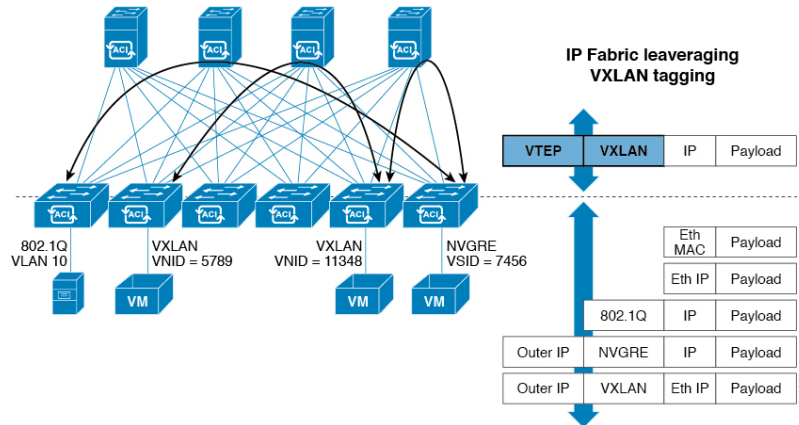 ACI
ACI
ACI
ACI
IP Fabric leaveraging
VXLAN tagging
VTEP VXLAN IP Payload
ACI
ACI
ACI
ACI
ACI
ACI
802.1Q
VLAN 10
VXLAN
VNID = 5789
VXLAN
VNID = 11348
NVGRE
VSID = 7456
VM
VM
VM
Eth
MAC
Payload
Eth IP Payload
802.1Q IP Payload
Outer IP NVGRE IP Payload
Outer IP VXLAN Eth IP Payload